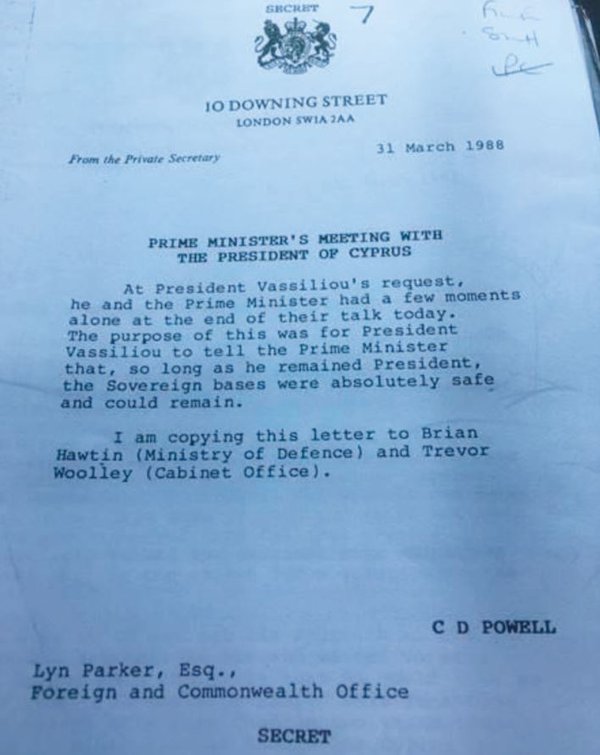 SECRET
7
10 DOWNING STREET
LONDON SW1A 2AA
31 March 1988
From the Private Secretary
PRIME MINISTER'S MEETING WITH
THE PRESIDENT OF CYPRUS
At President Vassiliou's request,
he and the Prime Minister had a few moments
alone at the end of their talk today.
The purpose of this was for President
Vassiliou to tell the Prime Minister
that, so long as he remained President,
the Sovereign bases were absolutely safe
and could remain.
I am copying this letter to Brian
Hawtin (Ministry of Defence) and Trevor
Woolley (Cabinet Office).
C D POWELL
Lyn Parker, Esq.,
Foreign and Commonwealth Office
SECRET